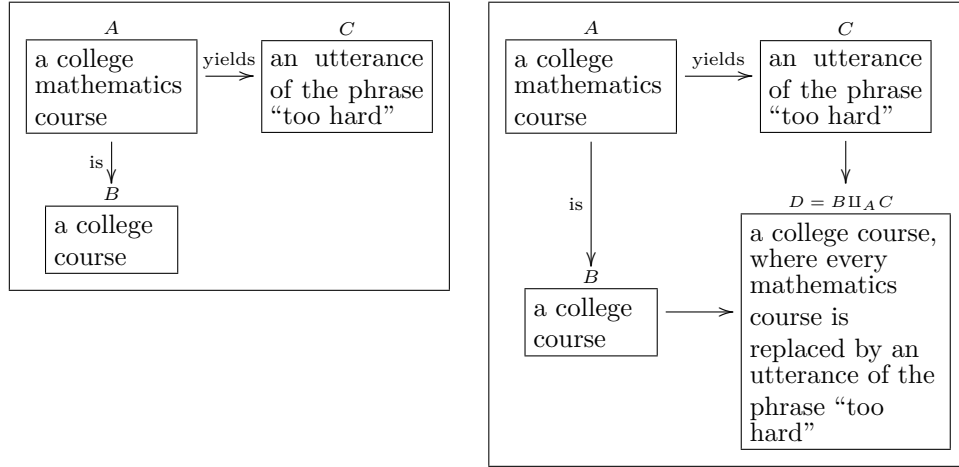 A
a college
mathematics
course
yields
C
an utterance
of the phrase
“too hard”
is
B
a college
course
A
a college
mathematics
course
yields
C
an utterance
of the phrase
“too hard”
is
B
a college
course
D = B ⨿_A C
a college course,
where every
mathematics
course is
replaced by an
utterance of the
phrase “too
hard”